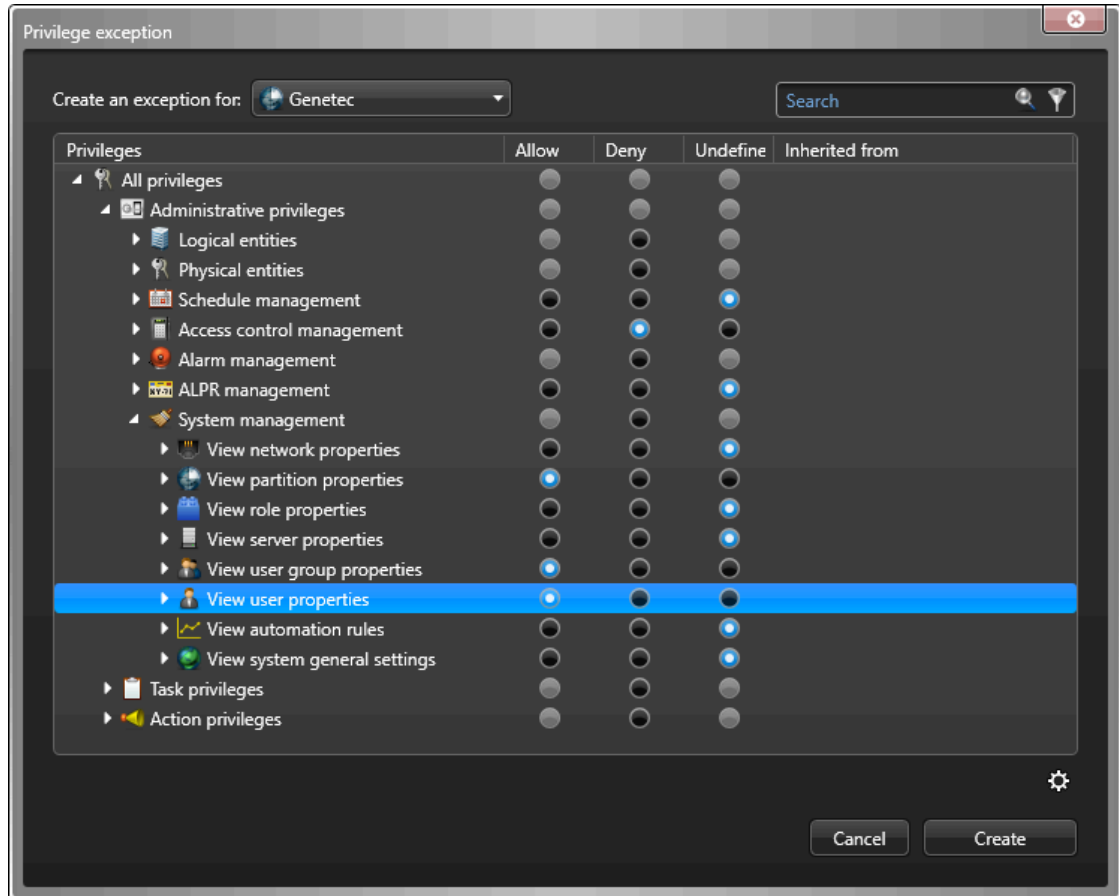 Privilege exception
Create an exception for: Genetec Search
Privileges Allow Deny Undefine Inherited from
All privileges
Administrative privileges
Logical entities
Physical entities
Schedule management
Access control management
Alarm management
ALPR management
System management
View network properties
View partition properties
View role properties
View server properties
View user group properties
View user properties
View automation rules
View system general settings
Task privileges
Action privileges
Cancel Create